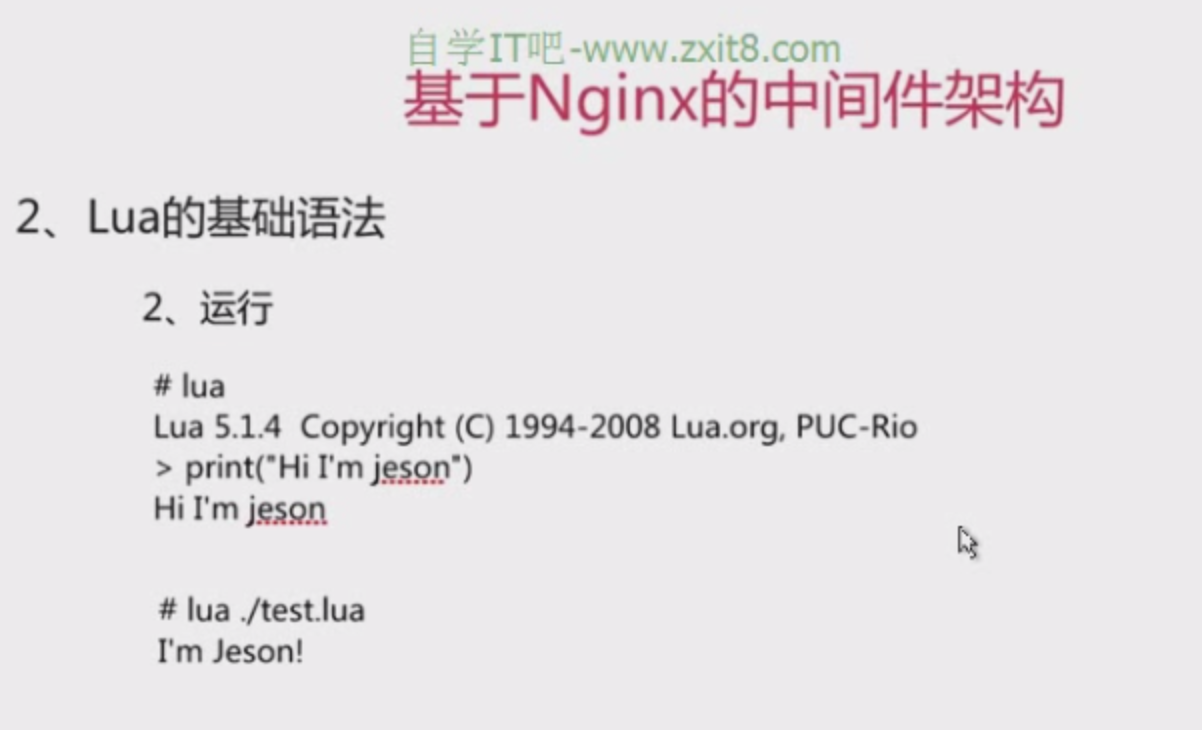 自学IT吧-www.zxit8.com
基于Nginx的中间件架构
2、Lua的基础语法
2、运行
# lua
Lua 5.1.4  Copyright (C) 1994-2008 Lua.org, PUC-Rio
> print("Hi I'm jeson")
Hi I'm jeson
# lua ./test.lua
I'm Jeson!